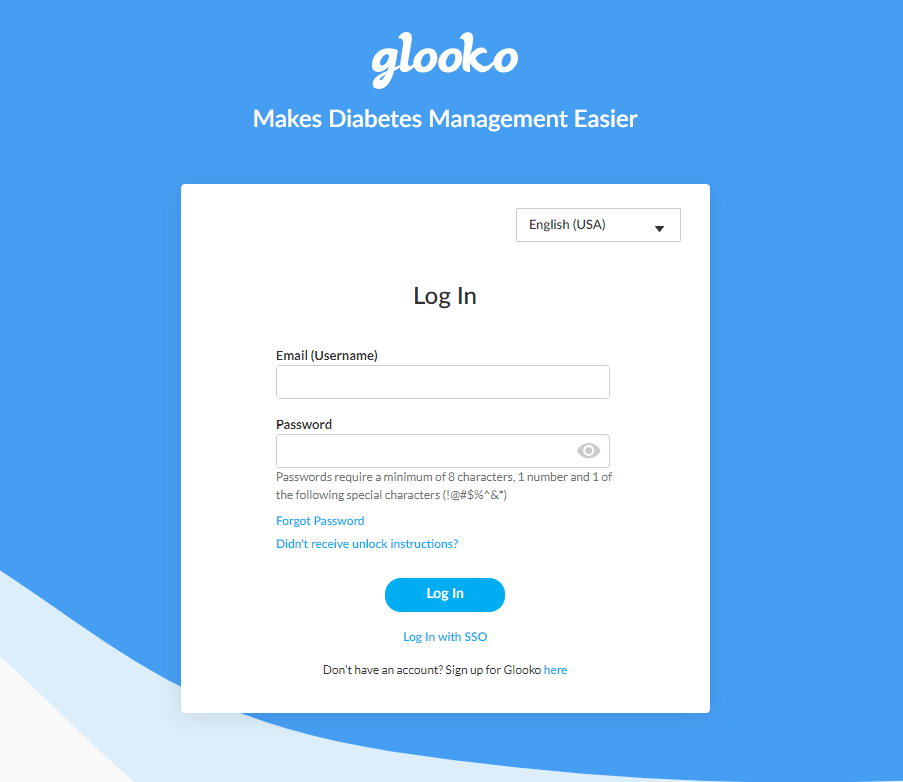 glooko
Makes Diabetes Management Easier
English (USA)
Log In
Email (Username)
Password
Passwords require a minimum of 8 characters, 1 number and 1 of
the following special characters (!@#$%^&*)
Forgot Password
Didn't receive unlock instructions?
Log In
Log In with SSO
Don't have an account? Sign up for Glooko here